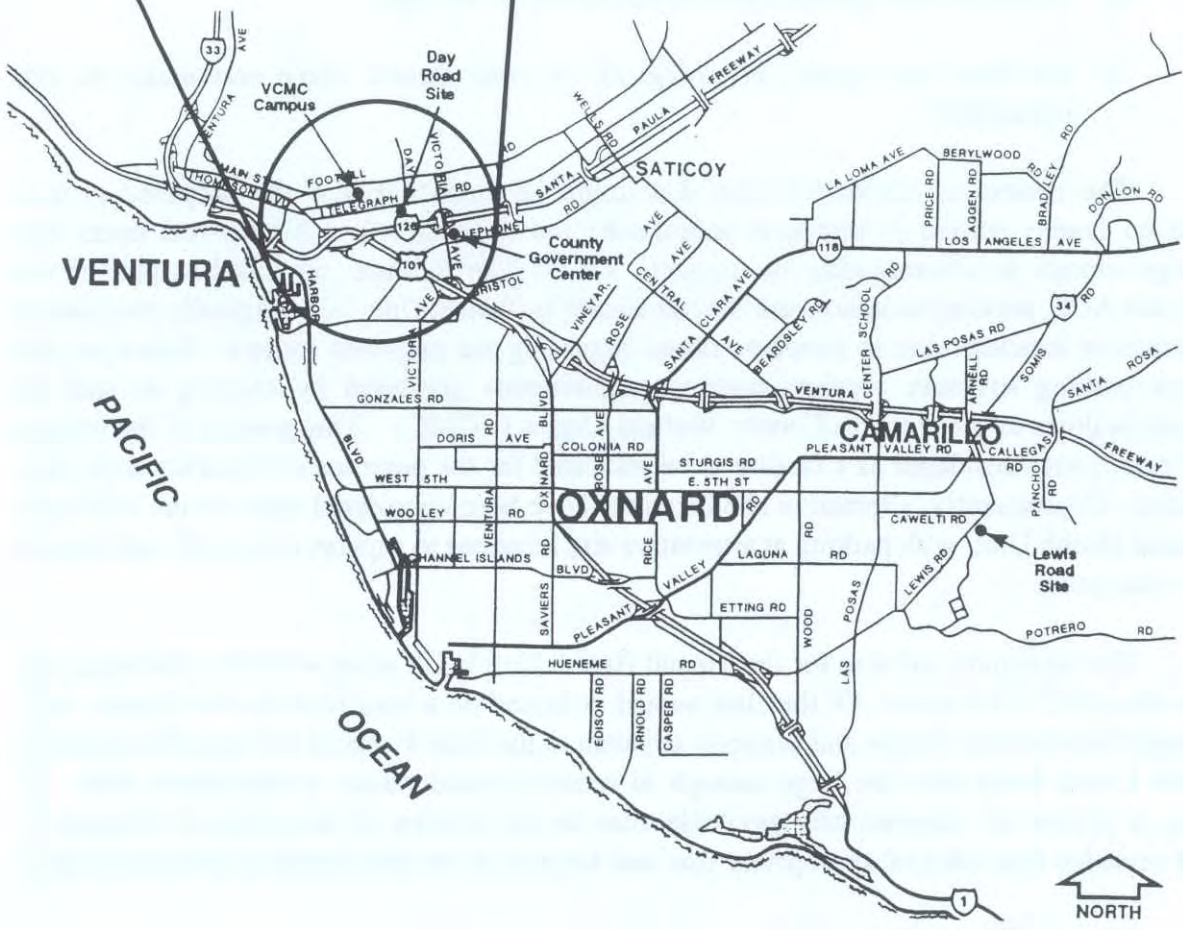 33
AVE
VENTURA
Day
Road
Site
VCMC
Campus
MAIN ST
THOMPSON BLVD
FOOTHILL
RD
TELEGRAPH
RD
DAY
VICTORIA
126
101
AVE
BRISTOL
SANTA
PAULA
FREEWAY
WELLS RD
RD
SATICOY
County
Government
Center
VENTURA
HARBOR
BLVD
LA LOMA AVE
BERYLWOOD
RD
PRICE RD
AGGEN RD
BRADLEY
RD
DONLON RD
118
LOS ANGELES AVE
34
RD
AVE
ROSE
CENTRAL
AVE
SANTA CLARA AVE
BEARDSLEY RD
CENTER SCHOOL
RD
LAS POSAS RD
ARNEILL
RD
SOMIS
SANTA ROSA
GONZALES RD
VENTURA
FREEWAY
CAMARILLO
DORIS AVE
COLONIA RD
STURGIS RD
PLEASANT VALLEY RD
CALLEGAS
RD
WEST 5TH
E. 5TH ST
OXNARD
WOOLEY RD
VENTURA
OXNARD
BLVD
ROSE
AVE
RICE
AVE
CAWELTI RD
Lewis
Road
Site
CHANNEL ISLANDS
BLVD
LAGUNA RD
LEWIS RD
SAVIERS
RD
PLEASANT
VALLEY
RD
ETTING RD
WOOD
RD
LAS POSAS
POTRERO RD
HUENEME RD
EDISON RD
ARNOLD RD
CASPER RD
PACIFIC
OCEAN
1
NORTH